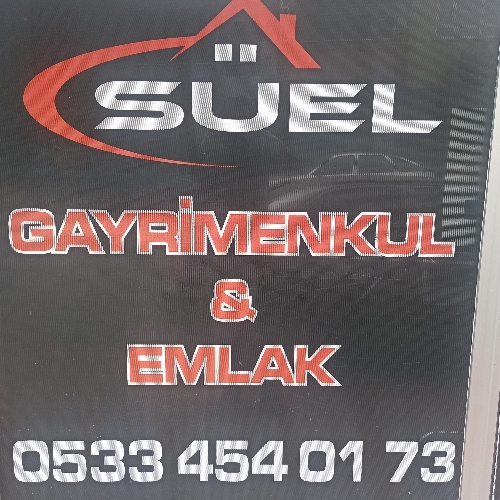 SÜEL
GAYRİMENKUL
&
EMLAK
0533 454 01 73